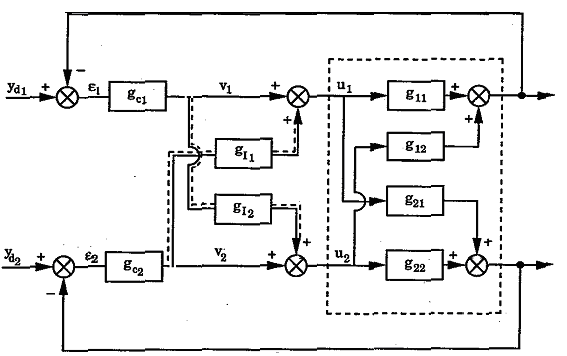 − 
y_d1 + ε1 g_c1 v1 + u1 g11 +
+ g_I1 g12 +
g_I2 g21
y_d2 + ε2 g_c2 v2 + + u2 g22 + +
−